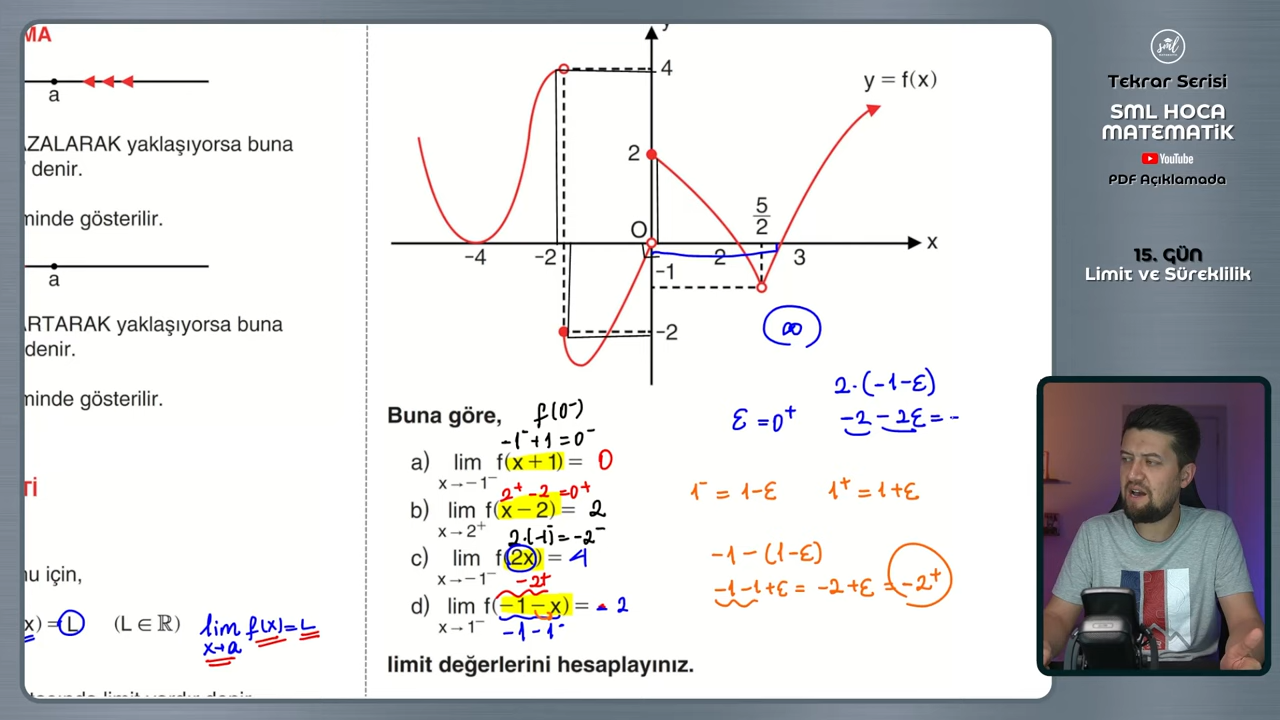 MA
a
AZALARAK yaklaşıyorsa buna
denir.
minde gösterilir.
a
ARTARAK yaklaşıyorsa buna
denir.
minde gösterilir.
Tİ
nu için,
x) = L (L ∈ ℝ) lim f(x) = L
x→a
y
4
y = f(x)
2
5/2
O
x
-4 -2 -1 2 3
-2
∞
Buna göre, f(0⁻)
-1⁻+1=0⁻
a) lim f(x + 1) = 0
x→-1⁻
2⁺-2=0⁺
b) lim f(x - 2) = 2
x→2⁺
2·(-1)⁻=-2⁻
c) lim f(2x) = 4
x→-1⁻
-2⁺
d) lim f(-1 - x) = -2
x→1⁻
-1-1⁻
limit değerlerini hesaplayınız.
2·(-1-ε)
ε=0⁺ -2-2ε=-
1⁻=1-ε 1⁺=1+ε
-1-(1-ε)
-1-1+ε=-2+ε=-2⁺
sml
Tekrar Serisi
SML HOCA
MATEMATİK
YouTube
PDF Açıklamada
15. GÜN
Limit ve Süreklilik